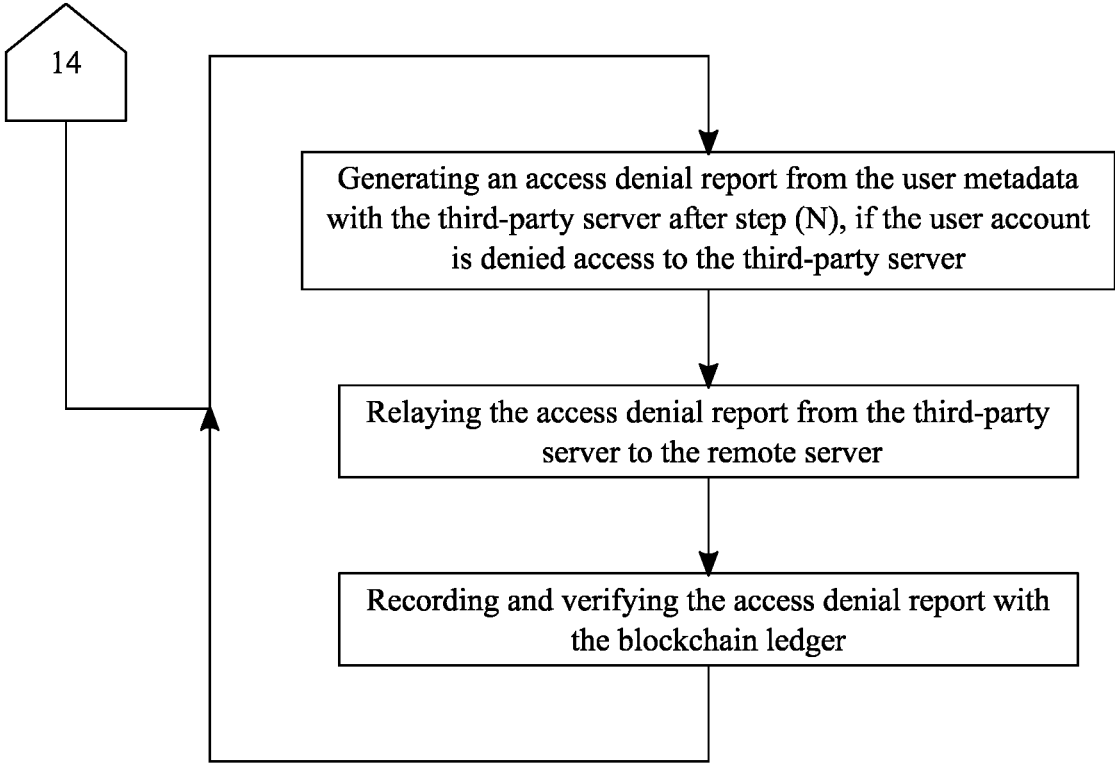 14
Generating an access denial report from the user metadata
with the third-party server after step (N), if the user account
is denied access to the third-party server
Relaying the access denial report from the third-party
server to the remote server
Recording and verifying the access denial report with
the blockchain ledger